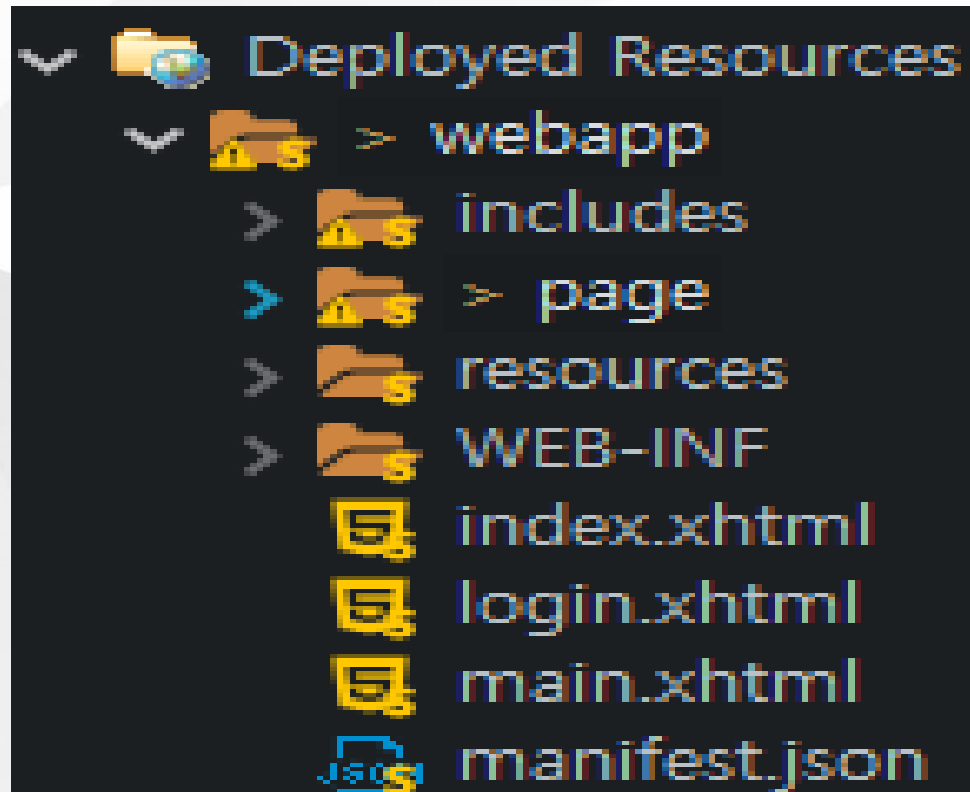 Deployed Resources
> webapp
includes
> page
resources
WEB-INF
index.xhtml
login.xhtml
main.xhtml
manifest.json